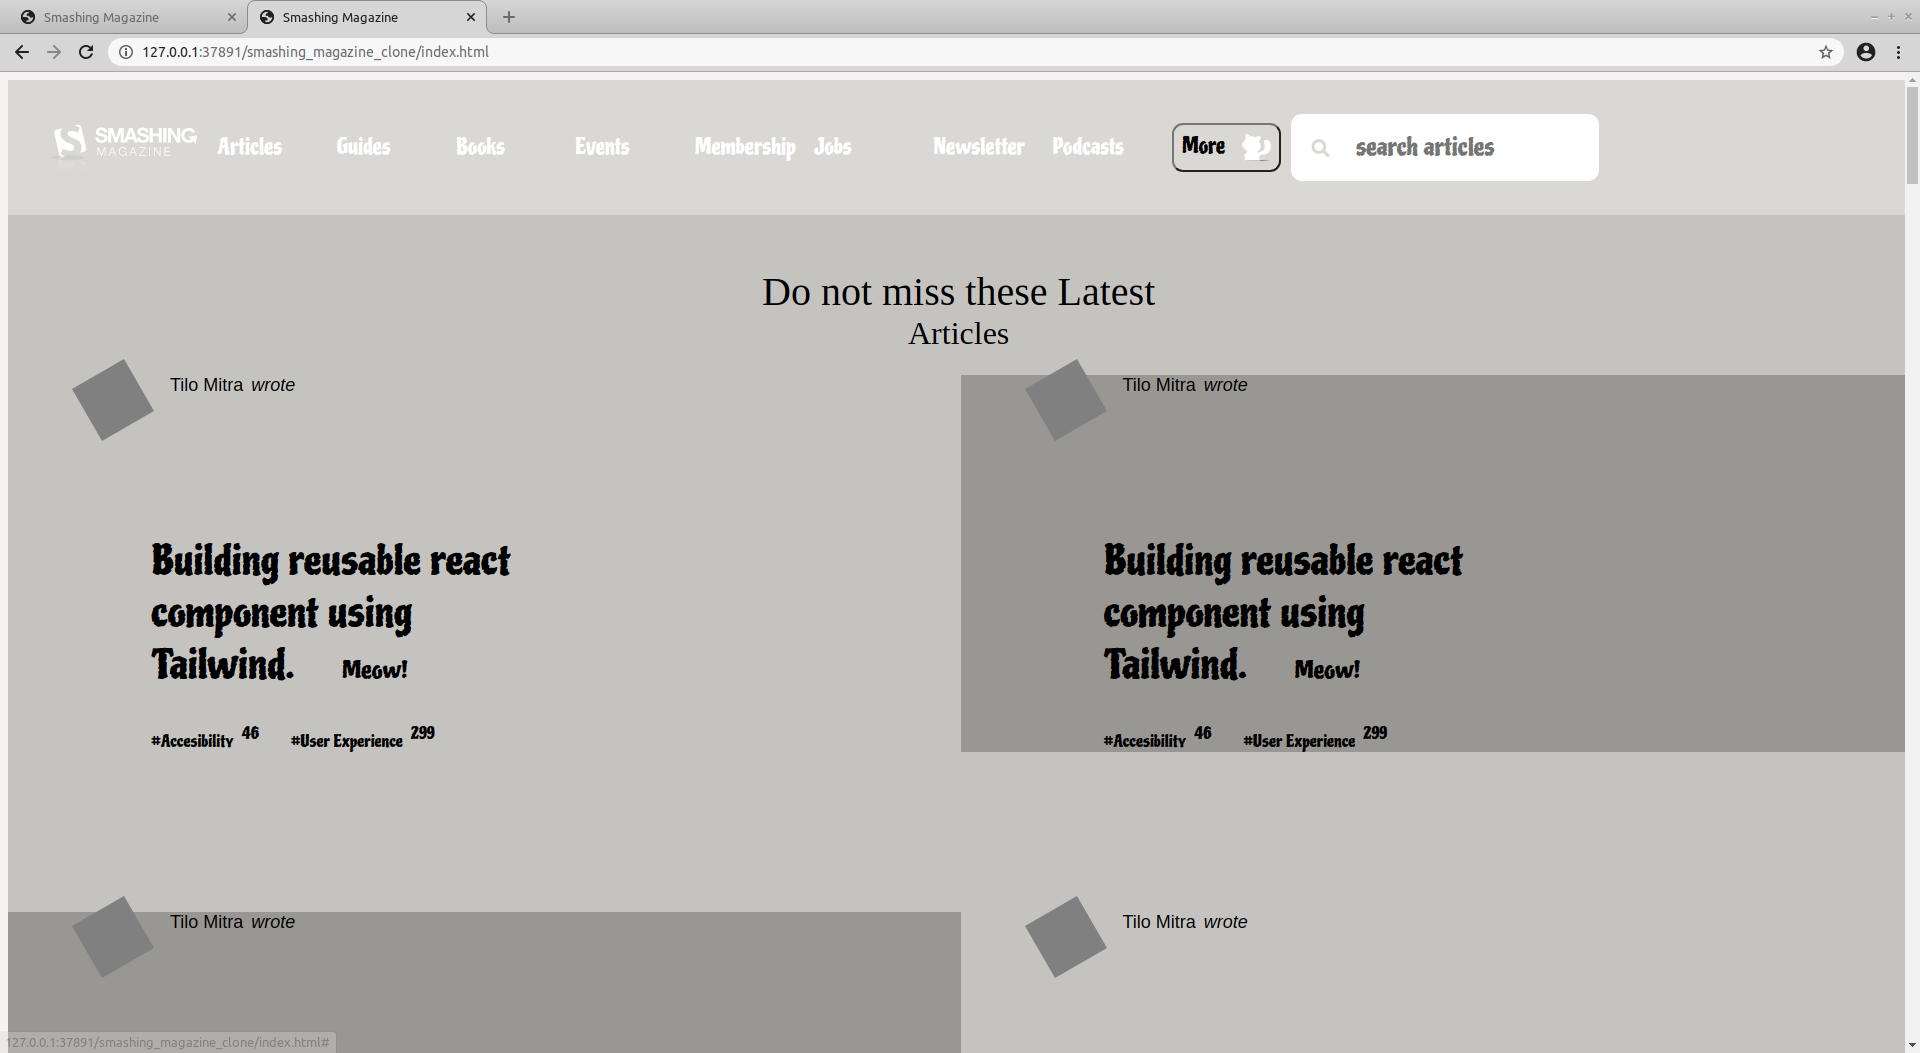 Smashing Magazine
Smashing Magazine
127.0.0.1:37891/smashing_magazine_clone/index.html
SMASHING
MAGAZINE
Articles Guides Books Events Membership Jobs Newsletter Podcasts More search articles
Do not miss these Latest
Articles
Tilo Mitra wrote
Building reusable react
component using
Tailwind. Meow!
#Accesibility 46 #User Experience 299
Tilo Mitra wrote
Building reusable react
component using
Tailwind. Meow!
#Accesibility 46 #User Experience 299
Tilo Mitra wrote
Tilo Mitra wrote
127.0.0.1:37891/smashing_magazine_clone/index.html#